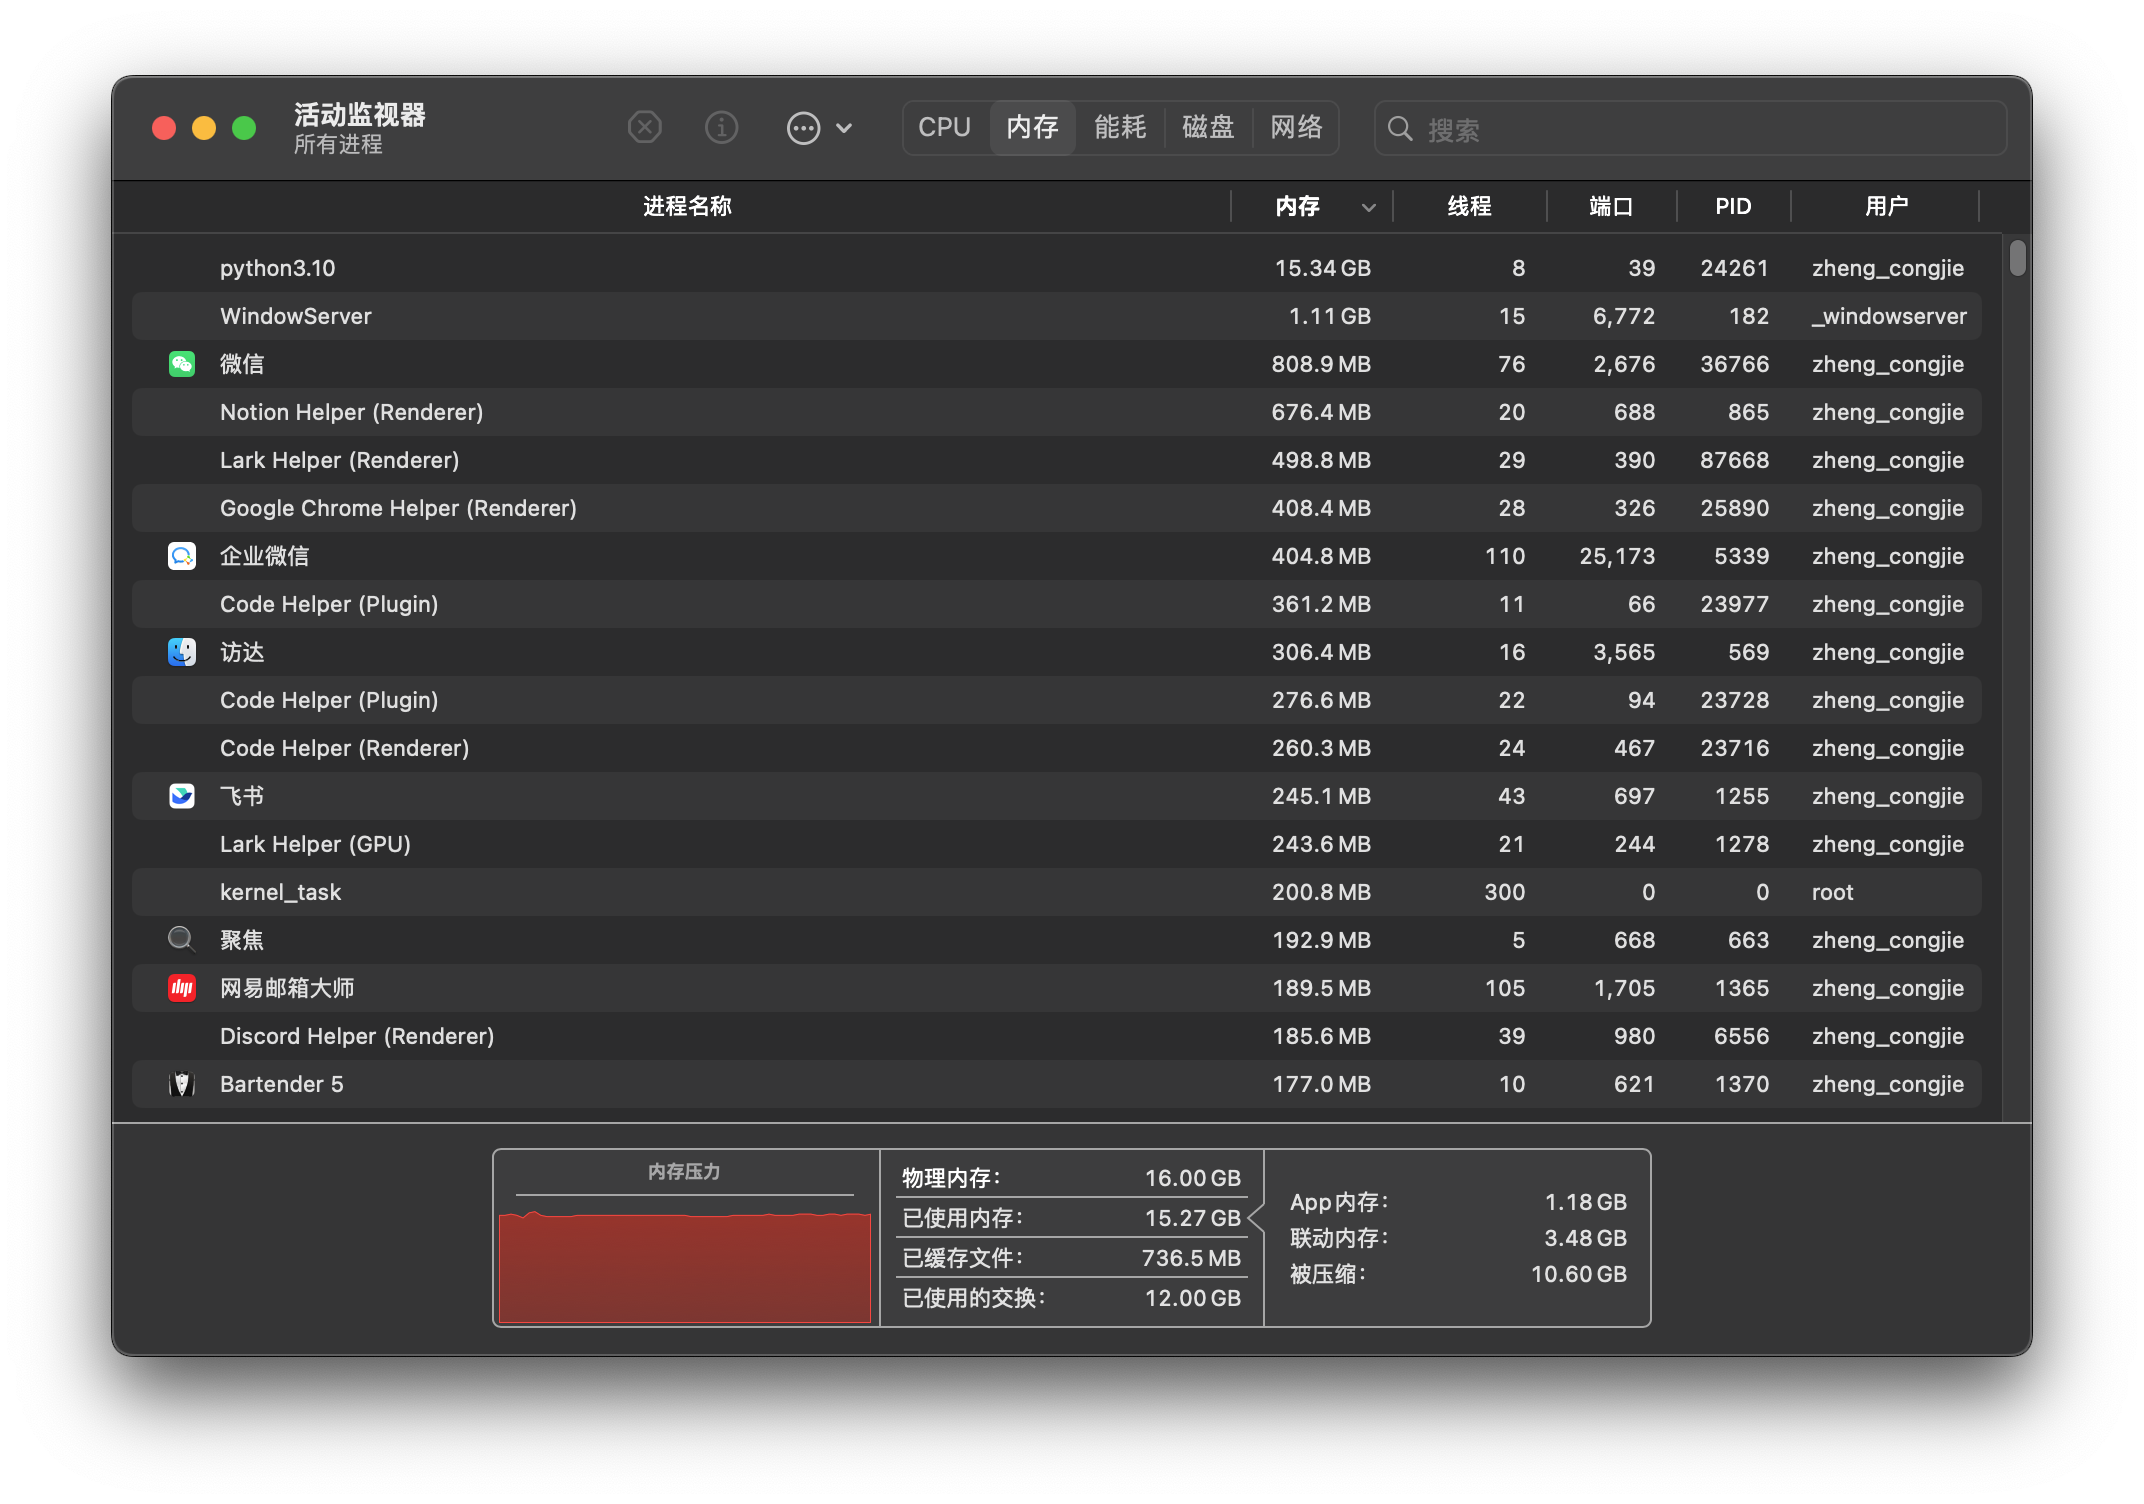 活动监视器
所有进程
CPU 内存 能耗 磁盘 网络 搜索
进程名称 内存 线程 端口 PID 用户
python3.10 15.34 GB 8 39 24261 zheng_congjie
WindowServer 1.11 GB 15 6,772 182 _windowserver
微信 808.9 MB 76 2,676 36766 zheng_congjie
Notion Helper (Renderer) 676.4 MB 20 688 865 zheng_congjie
Lark Helper (Renderer) 498.8 MB 29 390 87668 zheng_congjie
Google Chrome Helper (Renderer) 408.4 MB 28 326 25890 zheng_congjie
企业微信 404.8 MB 110 25,173 5339 zheng_congjie
Code Helper (Plugin) 361.2 MB 11 66 23977 zheng_congjie
访达 306.4 MB 16 3,565 569 zheng_congjie
Code Helper (Plugin) 276.6 MB 22 94 23728 zheng_congjie
Code Helper (Renderer) 260.3 MB 24 467 23716 zheng_congjie
飞书 245.1 MB 43 697 1255 zheng_congjie
Lark Helper (GPU) 243.6 MB 21 244 1278 zheng_congjie
kernel_task 200.8 MB 300 0 0 root
聚焦 192.9 MB 5 668 663 zheng_congjie
网易邮箱大师 189.5 MB 105 1,705 1365 zheng_congjie
Discord Helper (Renderer) 185.6 MB 39 980 6556 zheng_congjie
Bartender 5 177.0 MB 10 621 1370 zheng_congjie
内存压力
物理内存： 16.00 GB
已使用内存： 15.27 GB
已缓存文件： 736.5 MB
已使用的交换： 12.00 GB
App内存： 1.18 GB
联动内存： 3.48 GB
被压缩： 10.60 GB